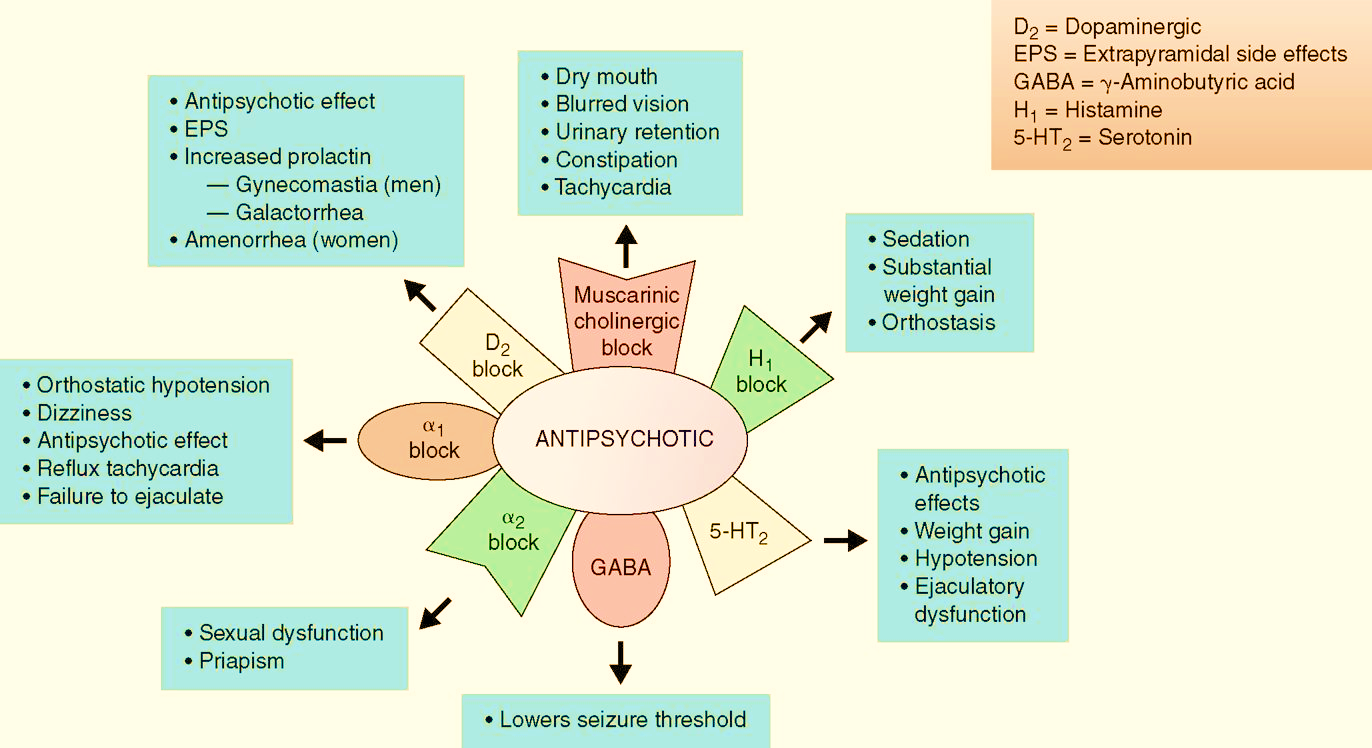 D₂ = Dopaminergic
EPS = Extrapyramidal side effects
GABA = γ-Aminobutyric acid
H₁ = Histamine
5-HT₂ = Serotonin
• Antipsychotic effect
• EPS
• Increased prolactin
— Gynecomastia (men)
— Galactorrhea
• Amenorrhea (women)
• Dry mouth
• Blurred vision
• Urinary retention
• Constipation
• Tachycardia
• Sedation
• Substantial
weight gain
• Orthostasis
Muscarinic
cholinergic
block
D₂
block
H₁
block
• Orthostatic hypotension
• Dizziness
• Antipsychotic effect
• Reflux tachycardia
• Failure to ejaculate
α₁
block
ANTIPSYCHOTIC
α₂
block
GABA
5-HT₂
• Antipsychotic
effects
• Weight gain
• Hypotension
• Ejaculatory
dysfunction
• Sexual dysfunction
• Priapism
• Lowers seizure threshold